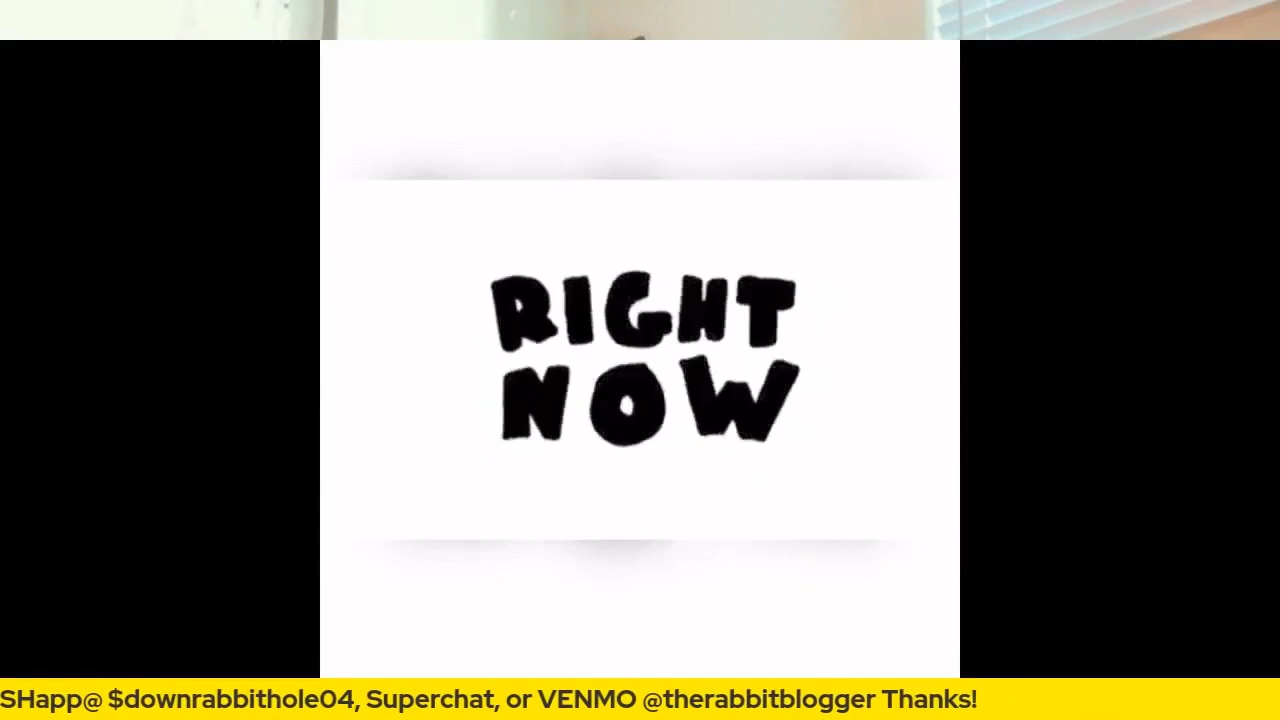 RIGHT
NOW
SHapp@ $downrabbithole04, Superchat, or VENMO @therabbitblogger Thanks!